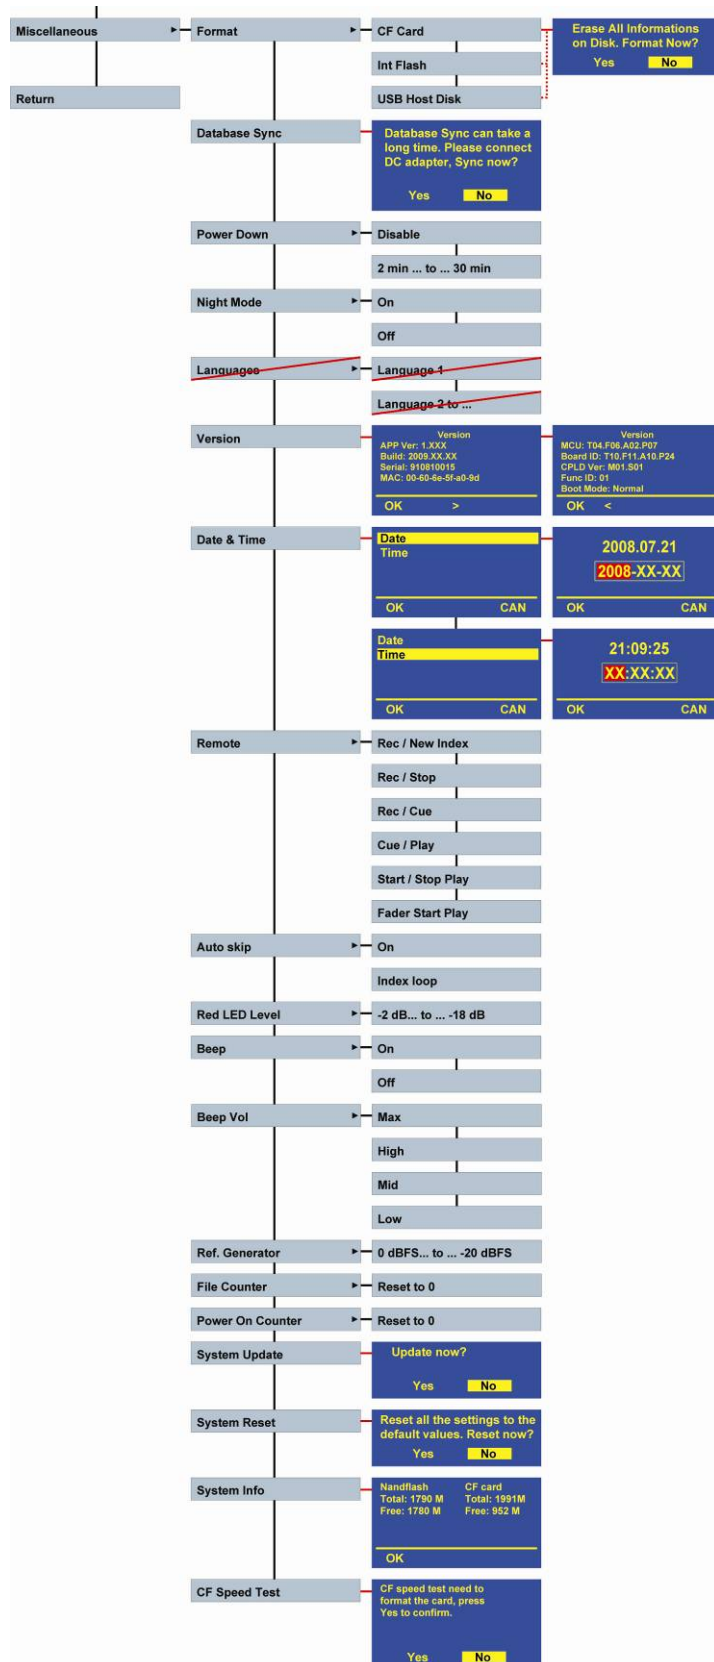 Miscellaneous
Format
CF Card
Erase All Informations
on Disk. Format Now?
Yes No
Int Flash
Return
USB Host Disk
Database Sync
Database Sync can take a
long time. Please connect
DC adapter, Sync now?
Yes No
Power Down
Disable
2 min ... to ... 30 min
Night Mode
On
Off
Languages
Language 1
Language 2 to ...
Version
Version
APP Ver: 1.XXX
Build: 2009.XX.XX
Serial: 910810015
MAC: 00-60-6e-5f-a0-9d
OK >
Version
MCU: T04.F06.A02.P07
Board ID: T10.F11.A10.P24
CPLD Ver: M01.S01
Func ID: 01
Boot Mode: Normal
OK <
Date & Time
Date
Time
OK CAN
2008.07.21
2008-XX-XX
OK CAN
Date
Time
OK CAN
21:09:25
XX:XX:XX
OK CAN
Remote
Rec / New Index
Rec / Stop
Rec / Cue
Cue / Play
Start / Stop Play
Fader Start Play
Auto skip
On
Index loop
Red LED Level
-2 dB... to ... -18 dB
Beep
On
Off
Beep Vol
Max
High
Mid
Low
Ref. Generator
0 dBFS... to ... -20 dBFS
File Counter
Reset to 0
Power On Counter
Reset to 0
System Update
Update now?
Yes No
System Reset
Reset all the settings to the
default values. Reset now?
Yes No
System Info
Nandflash CF card
Total: 1790 M Total: 1991M
Free: 1780 M Free: 952 M
OK
CF Speed Test
CF speed test need to
format the card, press
Yes to confirm.
Yes No